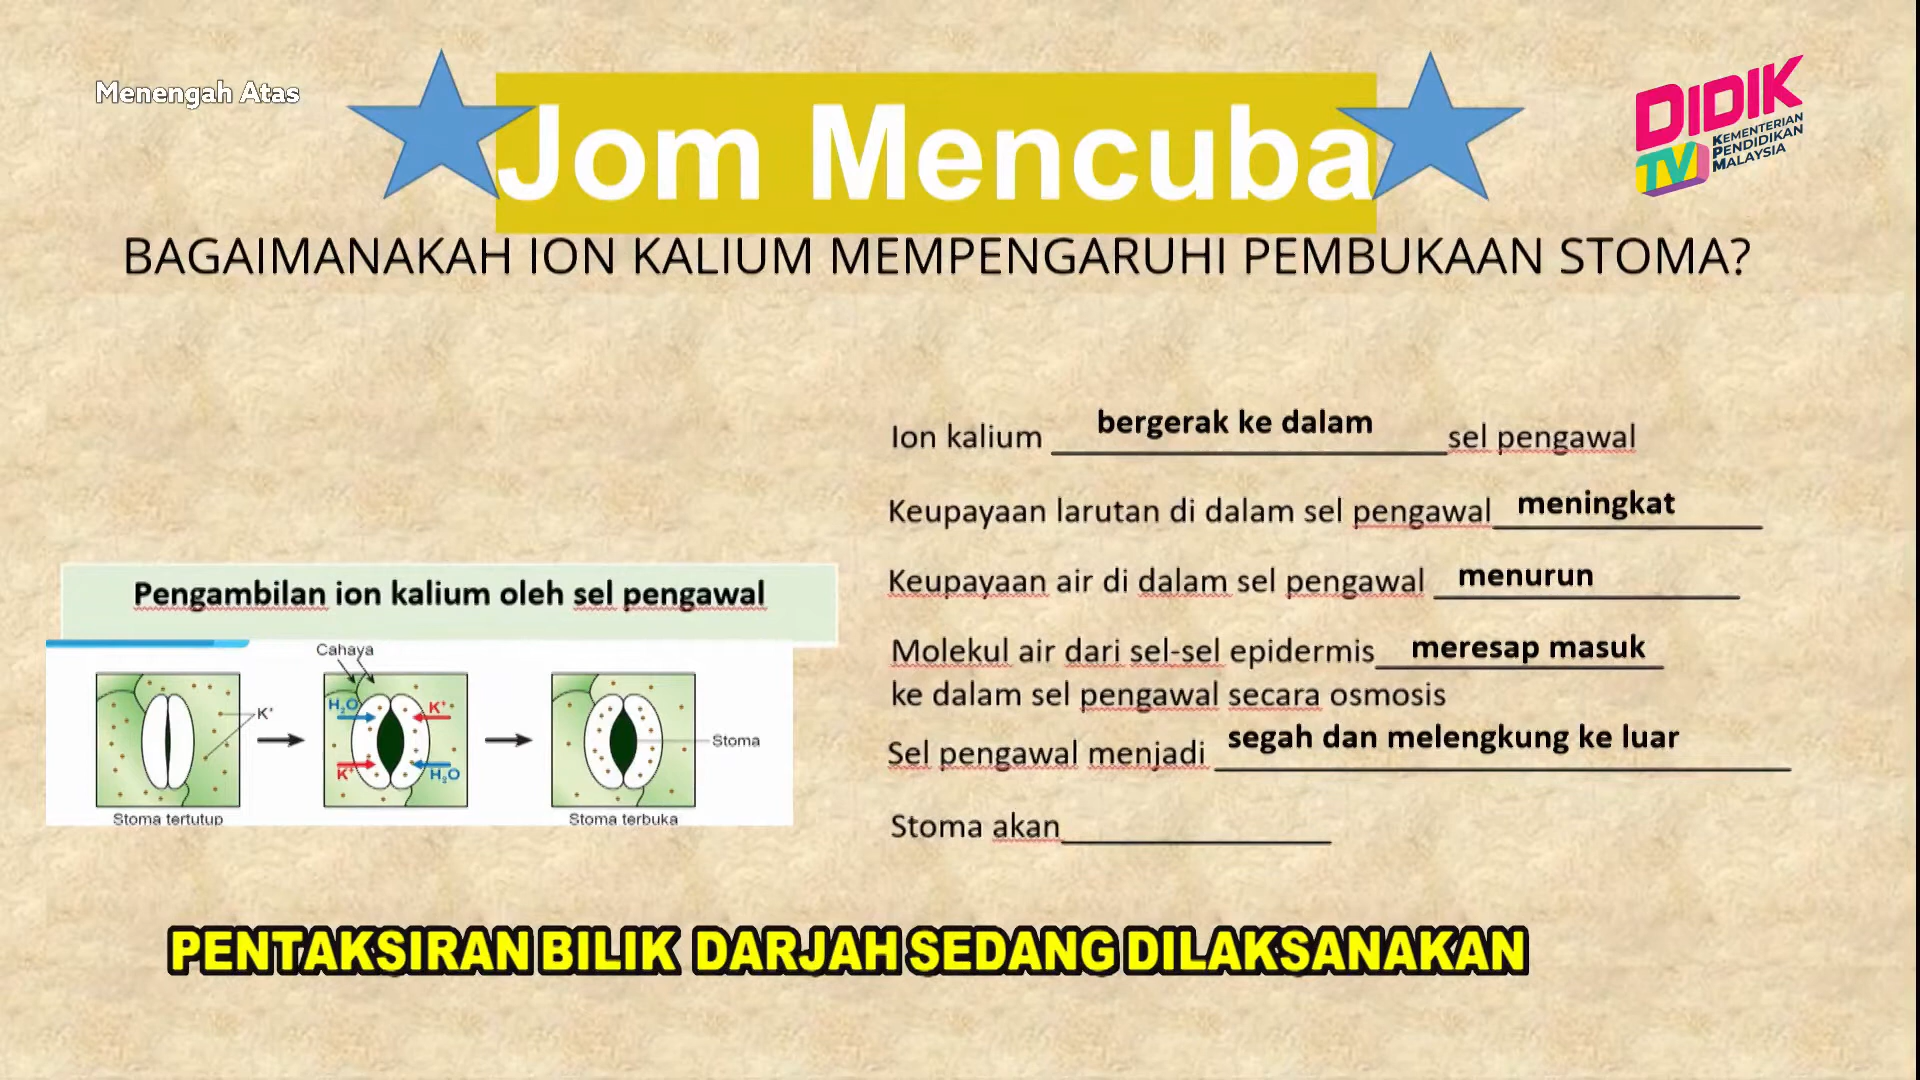 Menengah Atas
Jom Mencuba
DIDIK
TV
KEMENTERIAN
PENDIDIKAN
MALAYSIA
BAGAIMANAKAH ION KALIUM MEMPENGARUHI PEMBUKAAN STOMA?
Ion kalium bergerak ke dalam sel pengawal
Keupayaan larutan di dalam sel pengawal meningkat
Keupayaan air di dalam sel pengawal menurun
Molekul air dari sel-sel epidermis meresap masuk
ke dalam sel pengawal secara osmosis
Sel pengawal menjadi segah dan melengkung ke luar
Stoma akan
Pengambilan ion kalium oleh sel pengawal
Cahaya
K⁺
H₂O
K⁺
K⁺
H₂O
Stoma
Stoma tertutup
Stoma terbuka
PENTAKSIRAN BILIK DARJAH SEDANG DILAKSANAKAN